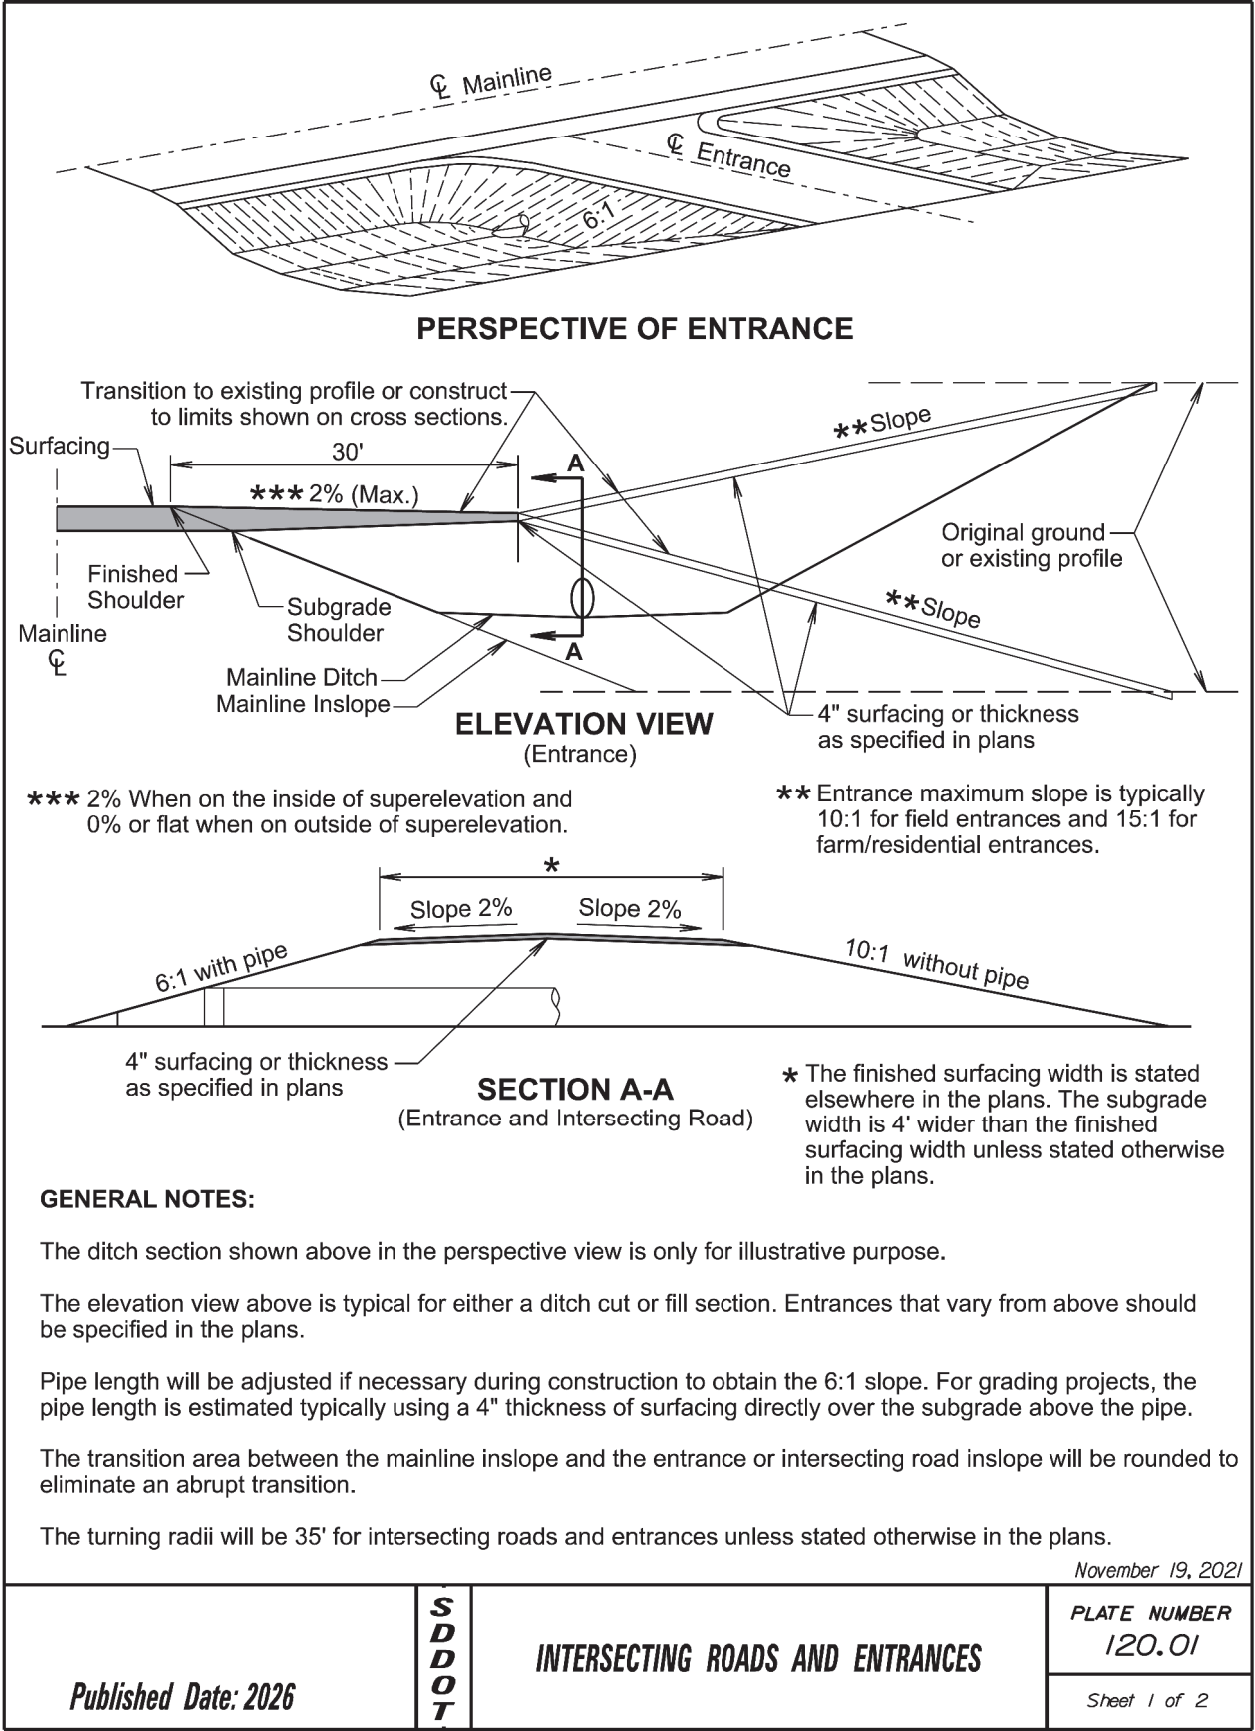 ℄ Mainline
℄ Entrance
6:1
PERSPECTIVE OF ENTRANCE
Transition to existing profile or construct
to limits shown on cross sections.
**Slope
Surfacing
30'
A
***2% (Max.)
Original ground
or existing profile
Finished
Shoulder
Subgrade
Shoulder
**Slope
Mainline
℄
A
Mainline Ditch
Mainline Inslope
ELEVATION VIEW
(Entrance)
4" surfacing or thickness
as specified in plans
*** 2% When on the inside of superelevation and
0% or flat when on outside of superelevation.
** Entrance maximum slope is typically
10:1 for field entrances and 15:1 for
farm/residential entrances.
*
Slope 2%
Slope 2%
6:1 with pipe
10:1 without pipe
4" surfacing or thickness
as specified in plans
SECTION A-A
(Entrance and Intersecting Road)
* The finished surfacing width is stated
elsewhere in the plans. The subgrade
width is 4' wider than the finished
surfacing width unless stated otherwise
in the plans.
GENERAL NOTES:
The ditch section shown above in the perspective view is only for illustrative purpose.
The elevation view above is typical for either a ditch cut or fill section. Entrances that vary from above should
be specified in the plans.
Pipe length will be adjusted if necessary during construction to obtain the 6:1 slope. For grading projects, the
pipe length is estimated typically using a 4" thickness of surfacing directly over the subgrade above the pipe.
The transition area between the mainline inslope and the entrance or intersecting road inslope will be rounded to
eliminate an abrupt transition.
The turning radii will be 35' for intersecting roads and entrances unless stated otherwise in the plans.
November 19, 2021
Published Date: 2026
S
D
D
O
T
INTERSECTING ROADS AND ENTRANCES
PLATE NUMBER
120.01
Sheet 1 of 2